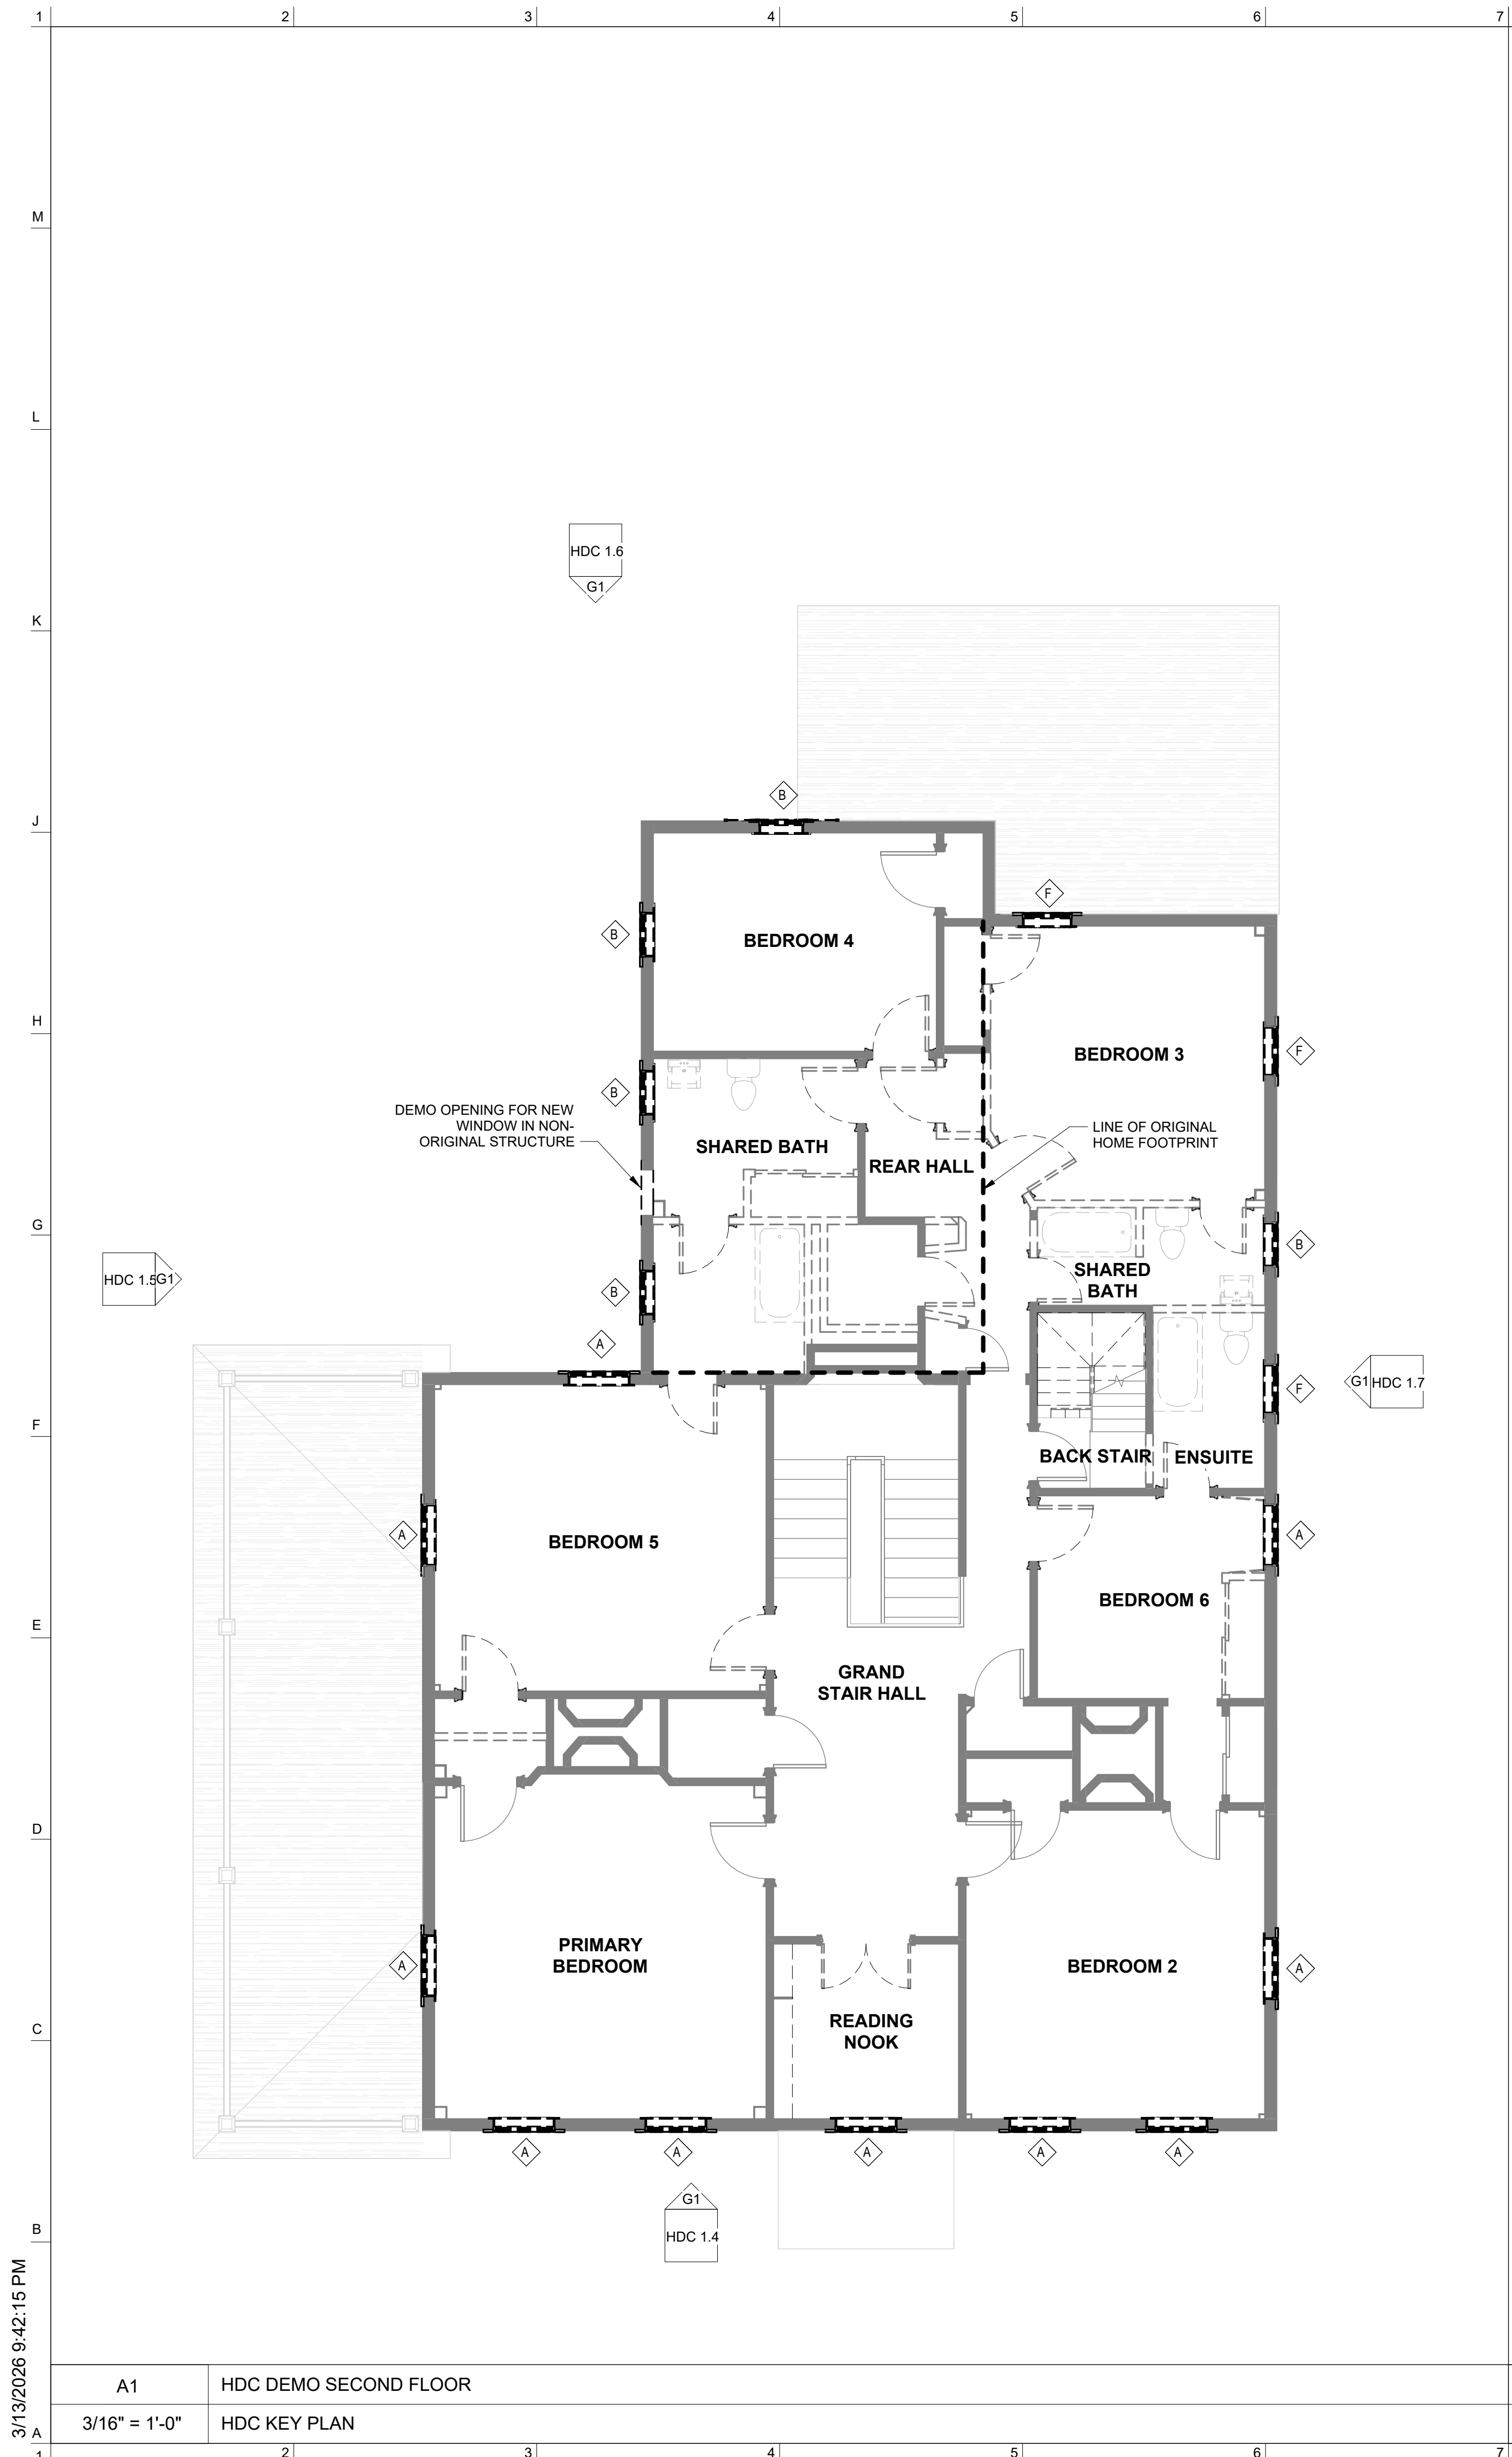 1 2 3 4 5 6 7
M
L
HDC 1.6
G1
K
B
J
F
B
BEDROOM 4
H
BEDROOM 3
F
B
DEMO OPENING FOR NEW
WINDOW IN NON-
ORIGINAL STRUCTURE
SHARED BATH
LINE OF ORIGINAL
HOME FOOTPRINT
REAR HALL
G
B
HDC 1.5
G1
SHARED
BATH
B
A
G1
HDC 1.7
F
F
BACK STAIR
ENSUITE
A
BEDROOM 5
A
BEDROOM 6
E
GRAND
STAIR HALL
D
PRIMARY
BEDROOM
A
BEDROOM 2
A
READING
NOOK
C
A
A
A
A
A
G1
HDC 1.4
B
3/13/2026 9:42:15 PM
A1
HDC DEMO SECOND FLOOR
3/16" = 1'-0"
HDC KEY PLAN
A
1 2 3 4 5 6 7